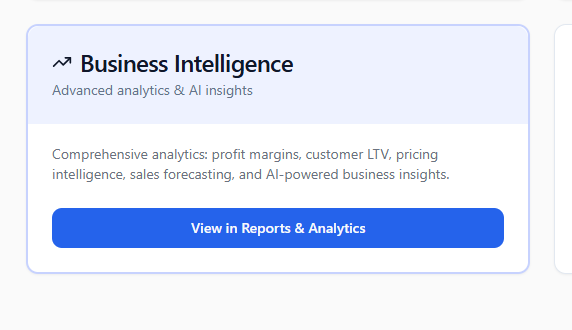 Business Intelligence
Advanced analytics & AI insights
Comprehensive analytics: profit margins, customer LTV, pricing
intelligence, sales forecasting, and AI-powered business insights.
View in Reports & Analytics